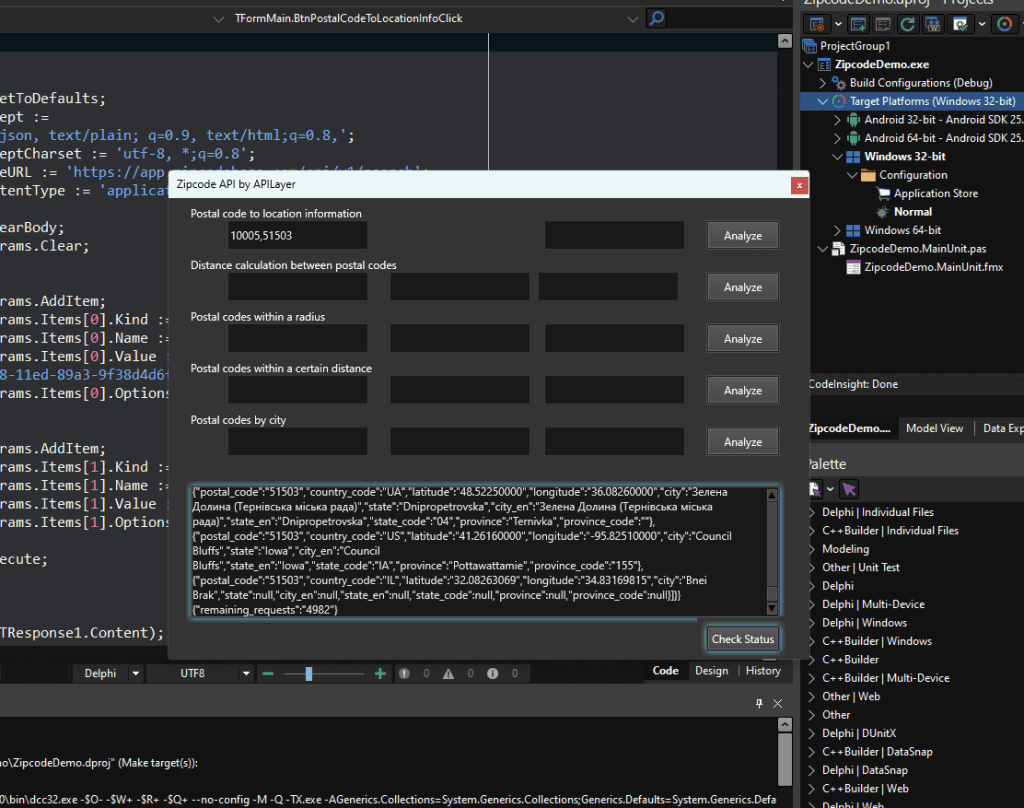 ZipcodeDemo.dproj - Projects
TFormMain.BtnPostalCodeToLocationInfoClick
etToDefaults;
ept :=
json, text/plain; q=0.9, text/html;q=0.8,';
eptCharset := 'utf-8, *;q=0.8';
eURL := 'https://app
tentType := 'applicat
earBody;
rams.Clear;
rams.AddItem;
rams.Items[0].Kind :=
rams.Items[0].Name :=
rams.Items[0].Value :
8-11ed-89a3-9f38d4d6f
rams.Items[0].Options
rams.AddItem;
rams.Items[1].Kind :=
rams.Items[1].Name :=
rams.Items[1].Value :
rams.Items[1].Options
ecute;
TResponse1.Content);
Zipcode API by APILayer
x
Postal code to location information
10005,51503
Analyze
Distance calculation between postal codes
Analyze
Postal codes within a radius
Analyze
Postal codes within a certain distance
Analyze
Postal codes by city
Analyze
{"postal_code":"51503","country_code":"UA","latitude":"48.52250000","longitude":"36.08260000","city":"Зелена
Долина (Тернівська міська рада)","state":"Dnipropetrovska","city_en":"Зелена Долина (Тернівська міська
рада)","state_en":"Dnipropetrovska","state_code":"04","province":"Ternivka","province_code":""},
{"postal_code":"51503","country_code":"US","latitude":"41.26160000","longitude":"-95.82510000","city":"Council
Bluffs","state":"Iowa","city_en":"Council
Bluffs","state_en":"Iowa","state_code":"IA","province":"Pottawattamie","province_code":"155"},
{"postal_code":"51503","country_code":"IL","latitude":"32.08263069","longitude":"34.83169815","city":"Bnei
Brak","state":null,"city_en":null,"state_en":null,"state_code":null,"province":null,"province_code":null}]}}
{"remaining_requests":"4982"}
Check Status
Delphi
UTF8
0
0
0
Code
Design
History
no\ZipcodeDemo.dproj" (Make target(s)):
0\bin\dcc32.exe -$O- -$W+ -$R+ -$Q+ --no-config -M -Q -TX.exe -AGenerics.Collections=System.Generics.Collections;Generics.Defaults=System.Generics.Defa
ProjectGroup1
ZipcodeDemo.exe
Build Configurations (Debug)
Target Platforms (Windows 32-bit)
Android 32-bit - Android SDK 25.
Android 64-bit - Android SDK 25.
Windows 32-bit
Configuration
Application Store
Normal
Windows 64-bit
ZipcodeDemo.MainUnit.pas
ZipcodeDemo.MainUnit.fmx
CodeInsight: Done
ZipcodeDemo....
Model View
Data Exp
Palette
Delphi | Individual Files
C++Builder | Individual Files
Modeling
Other | Unit Test
Delphi
Delphi | Multi-Device
Delphi | Windows
C++Builder | Windows
C++Builder
C++Builder | Multi-Device
Other | Web
Other
Delphi | DUnitX
C++Builder | DataSnap
Delphi | DataSnap
C++Builder | Web
Delphi | Web